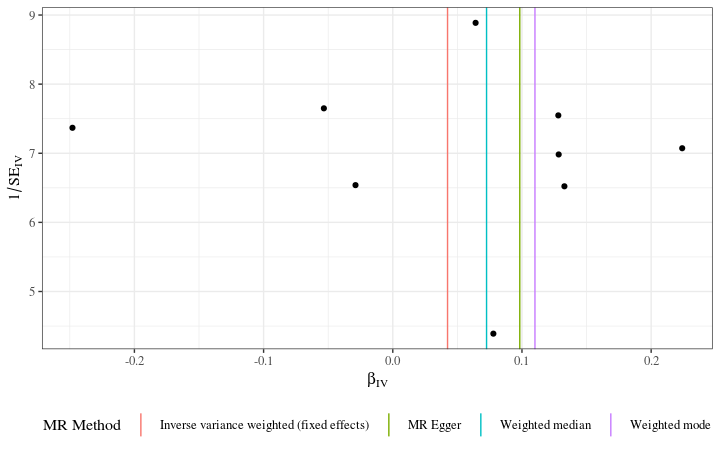 9
8
7
6
5
1/SE_IV
-0.2 -0.1 0.0 0.1 0.2
β_IV
MR Method Inverse variance weighted (fixed effects) MR Egger Weighted median Weighted mode